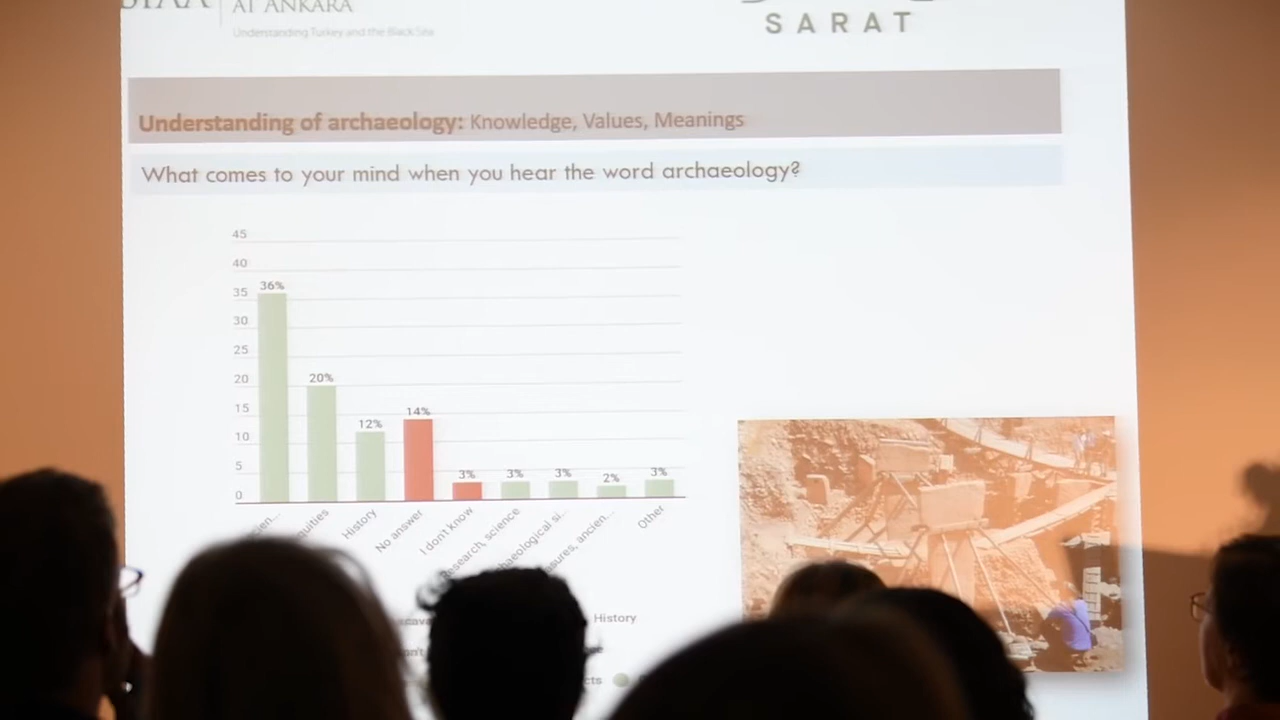 AT ANKARA
Understanding Turkey and the Black Sea
SARAT
Understanding of archaeology: Knowledge, Values, Meanings
What comes to your mind when you hear the word archaeology?
45
40
35
30
25
20
15
10
5
0
36%
20%
12%
14%
3%
3%
3%
2%
3%
History
No answer
I don't know
science
ancien...
Other
History